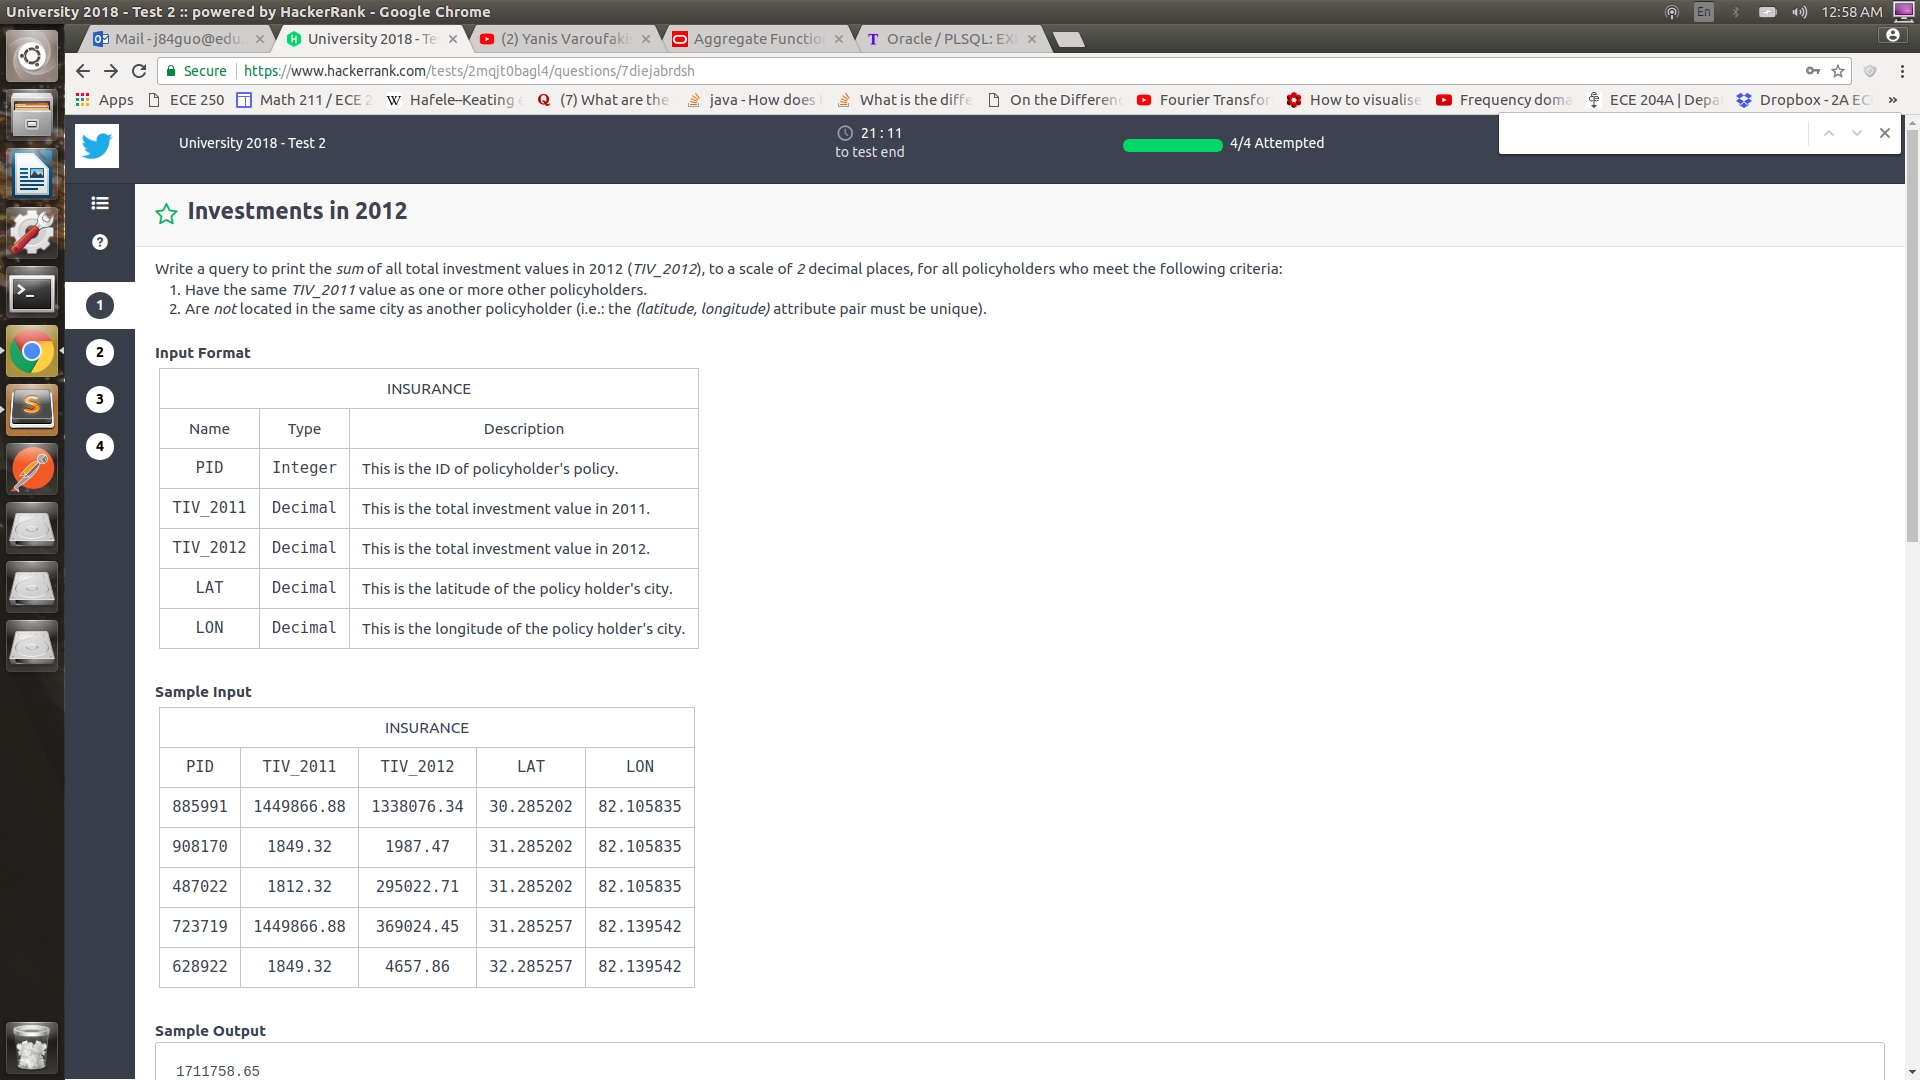 University 2018 - Test 2 :: powered by HackerRank - Google Chrome
En
12:58 AM
Mail - j84guo@edu.
University 2018 - Te
(2) Yanis Varoufaki
Aggregate Functio
Oracle / PLSQL: EX
Secure
https://www.hackerrank.com/tests/2mqjt0bagl4/questions/7diejabrdsh
Apps
ECE 250
Math 211 / ECE 2
Hafele–Keating
(7) What are the
java - How does
What is the diffe
On the Differen
Fourier Transfor
How to visualise
Frequency doma
ECE 204A | Depa
Dropbox - 2A EC
»
University 2018 - Test 2
21 : 11
to test end
4/4 Attempted
1
2
3
4
Investments in 2012
Write a query to print the sum of all total investment values in 2012 (TIV_2012), to a scale of 2 decimal places, for all policyholders who meet the following criteria:
1. Have the same TIV_2011 value as one or more other policyholders.
2. Are not located in the same city as another policyholder (i.e.: the (latitude, longitude) attribute pair must be unique).
Input Format
INSURANCE
Name Type Description
PID Integer This is the ID of policyholder's policy.
TIV_2011 Decimal This is the total investment value in 2011.
TIV_2012 Decimal This is the total investment value in 2012.
LAT Decimal This is the latitude of the policy holder's city.
LON Decimal This is the longitude of the policy holder's city.
Sample Input
INSURANCE
PID TIV_2011 TIV_2012 LAT LON
885991 1449866.88 1338076.34 30.285202 82.105835
908170 1849.32 1987.47 31.285202 82.105835
487022 1812.32 295022.71 31.285202 82.105835
723719 1449866.88 369024.45 31.285257 82.139542
628922 1849.32 4657.86 32.285257 82.139542
Sample Output
1711758.65